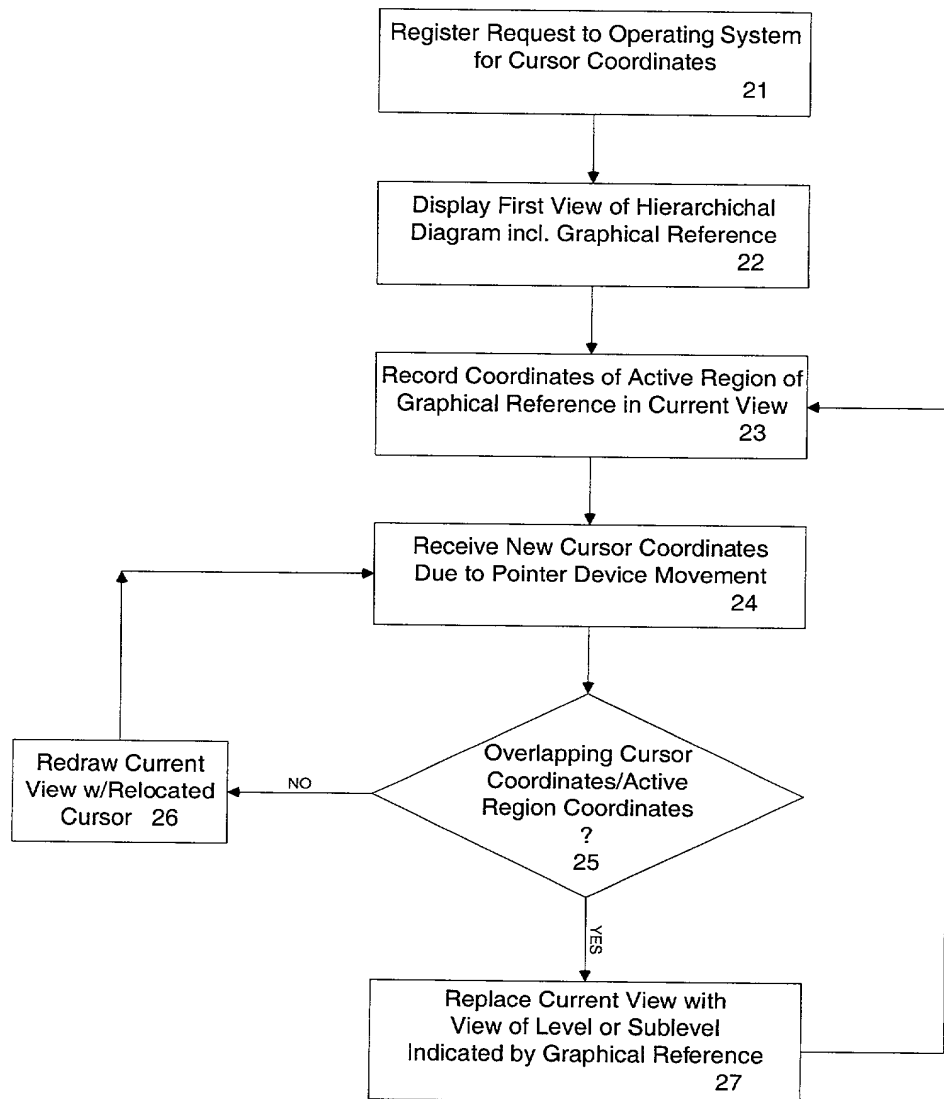 Register Request to Operating System
for Cursor Coordinates
21
Display First View of Hierarchichal
Diagram incl. Graphical Reference
22
Record Coordinates of Active Region of
Graphical Reference in Current View
23
Receive New Cursor Coordinates
Due to Pointer Device Movement
24
Overlapping Cursor
Coordinates/Active
Region Coordinates
?
25
NO
Redraw Current
View w/Relocated
Cursor 26
YES
Replace Current View with
View of Level or Sublevel
Indicated by Graphical Reference
27